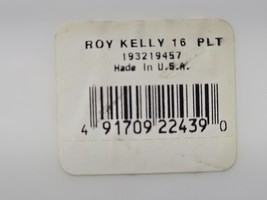 ROY KELLY 16 PLT
193219457
Made In U.S.A.
4 91709 22439 0